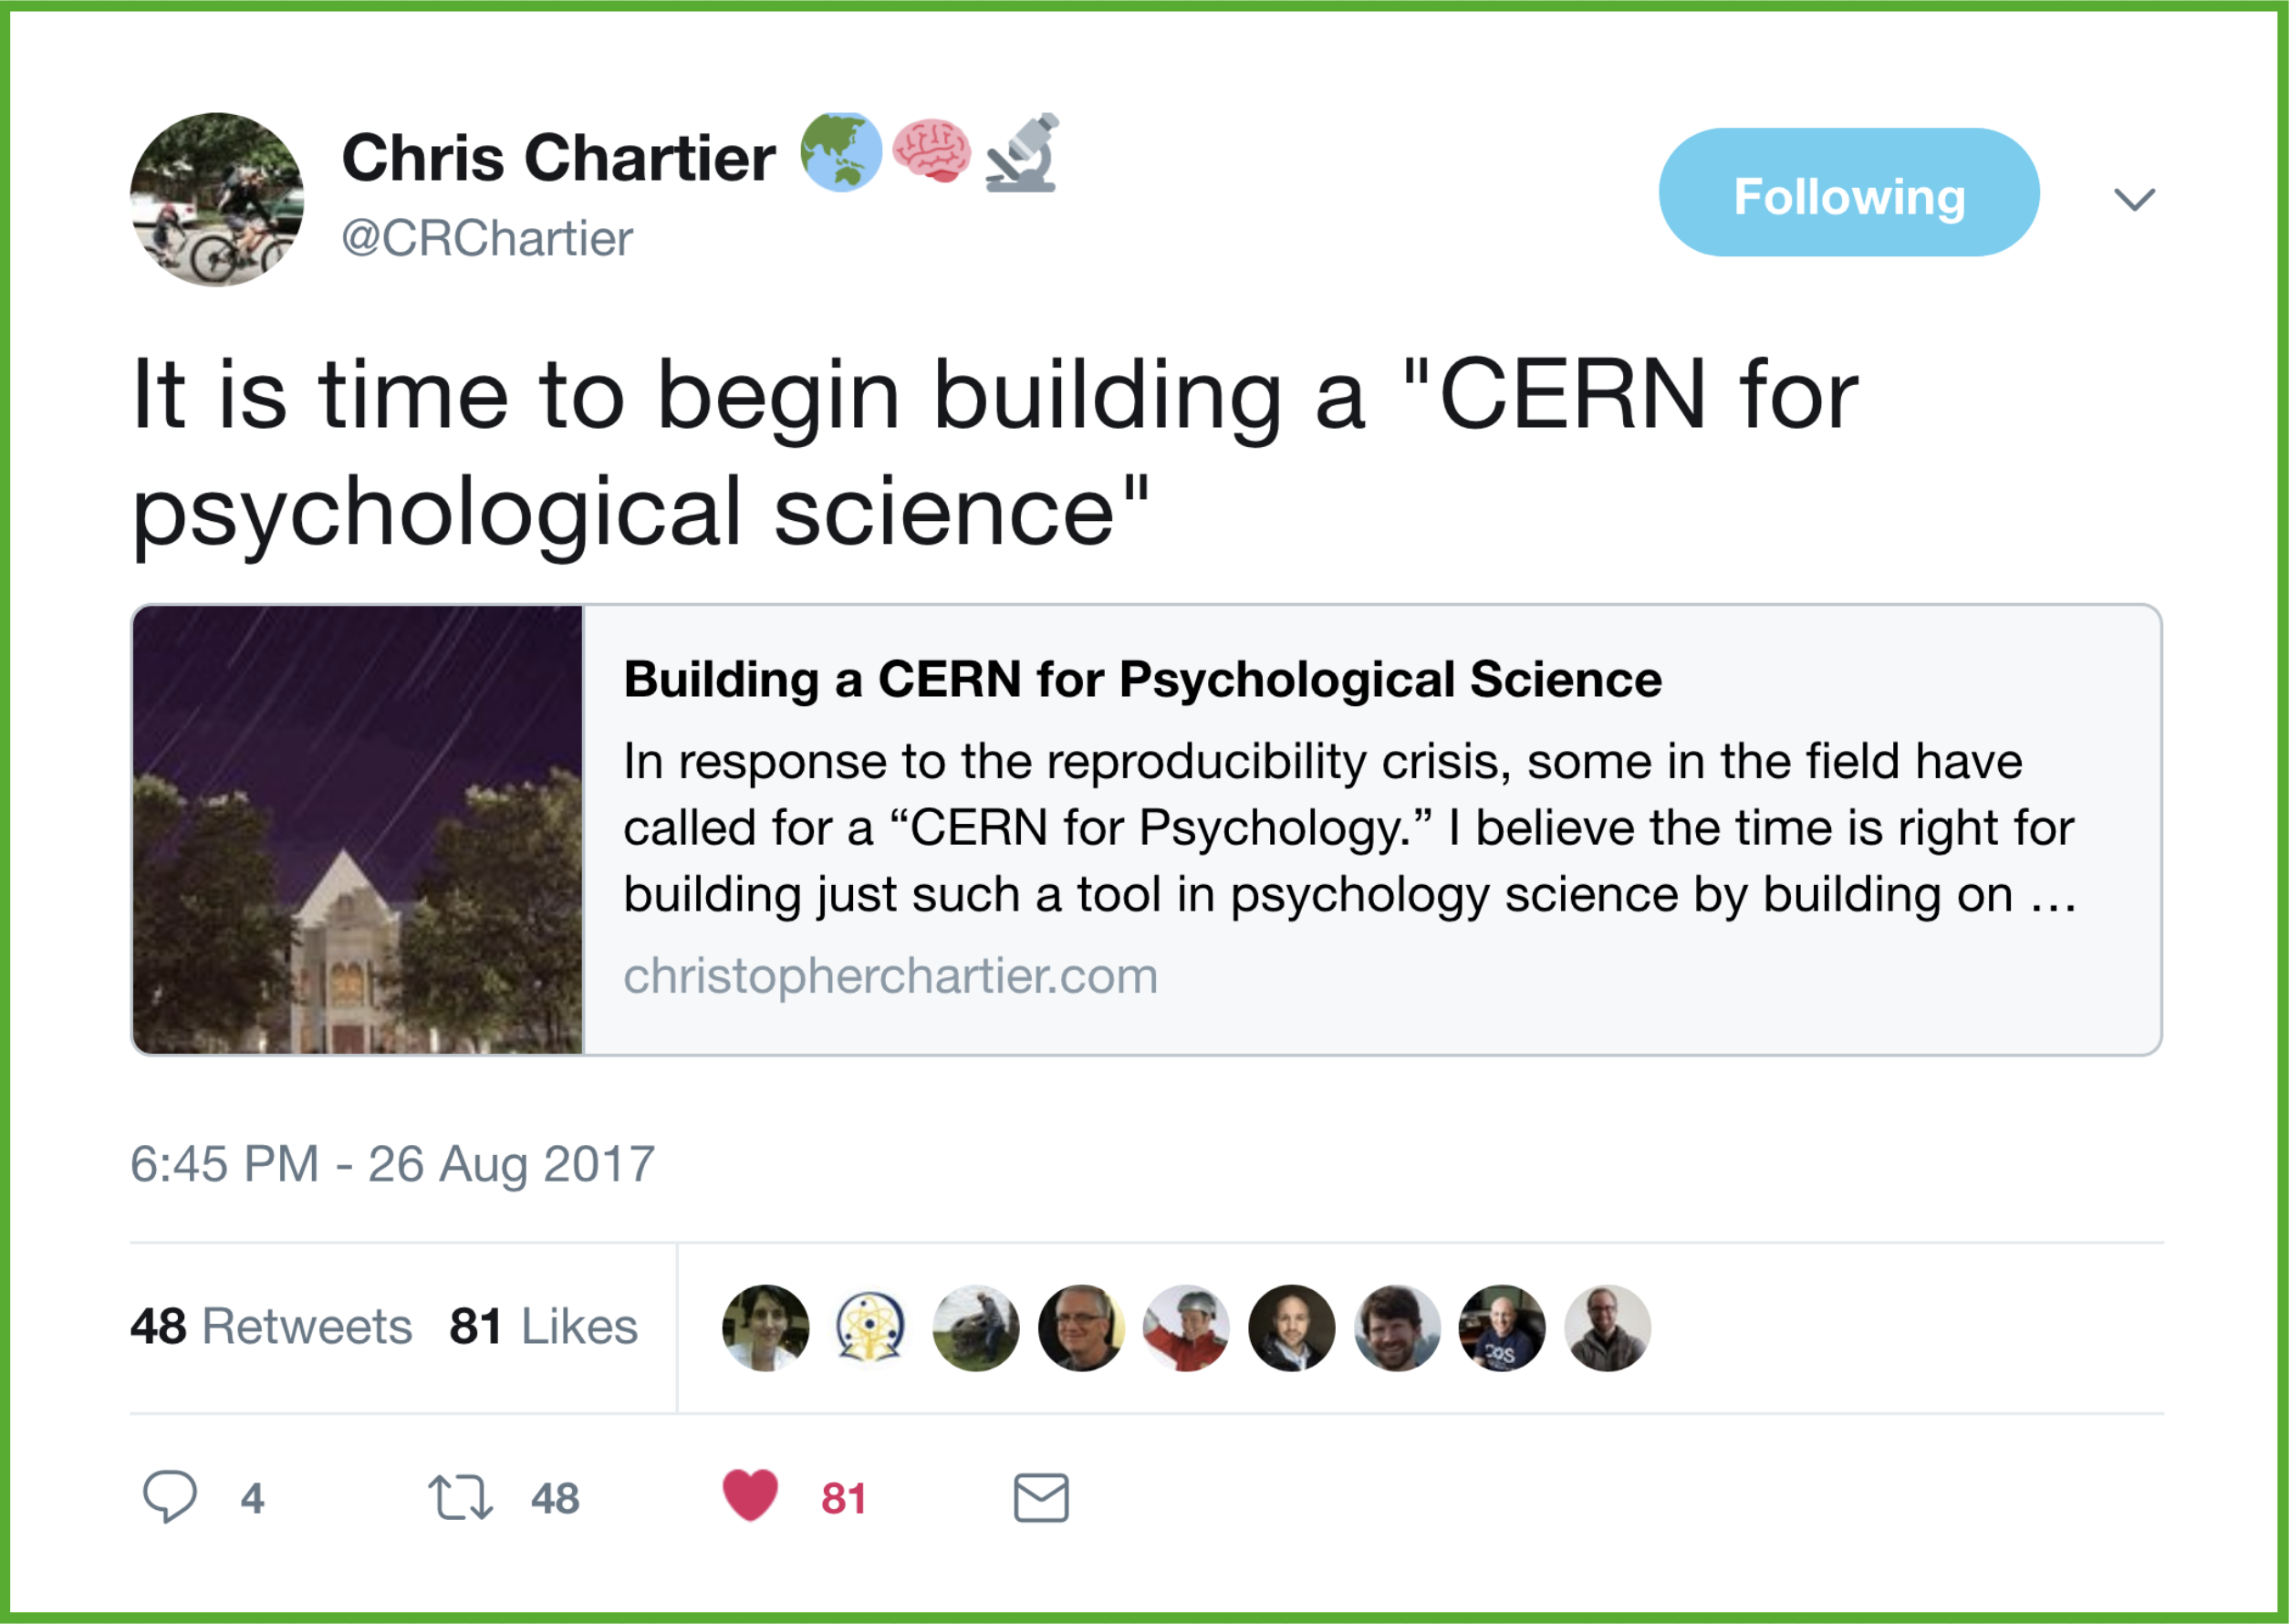 Chris Chartier
@CRChartier
Following
It is time to begin building a "CERN for
psychological science"
Building a CERN for Psychological Science
In response to the reproducibility crisis, some in the field have
called for a “CERN for Psychology.” I believe the time is right for
building just such a tool in psychology science by building on ...
christopherchartier.com
6:45 PM - 26 Aug 2017
48 Retweets 81 Likes
COS
4 48 81